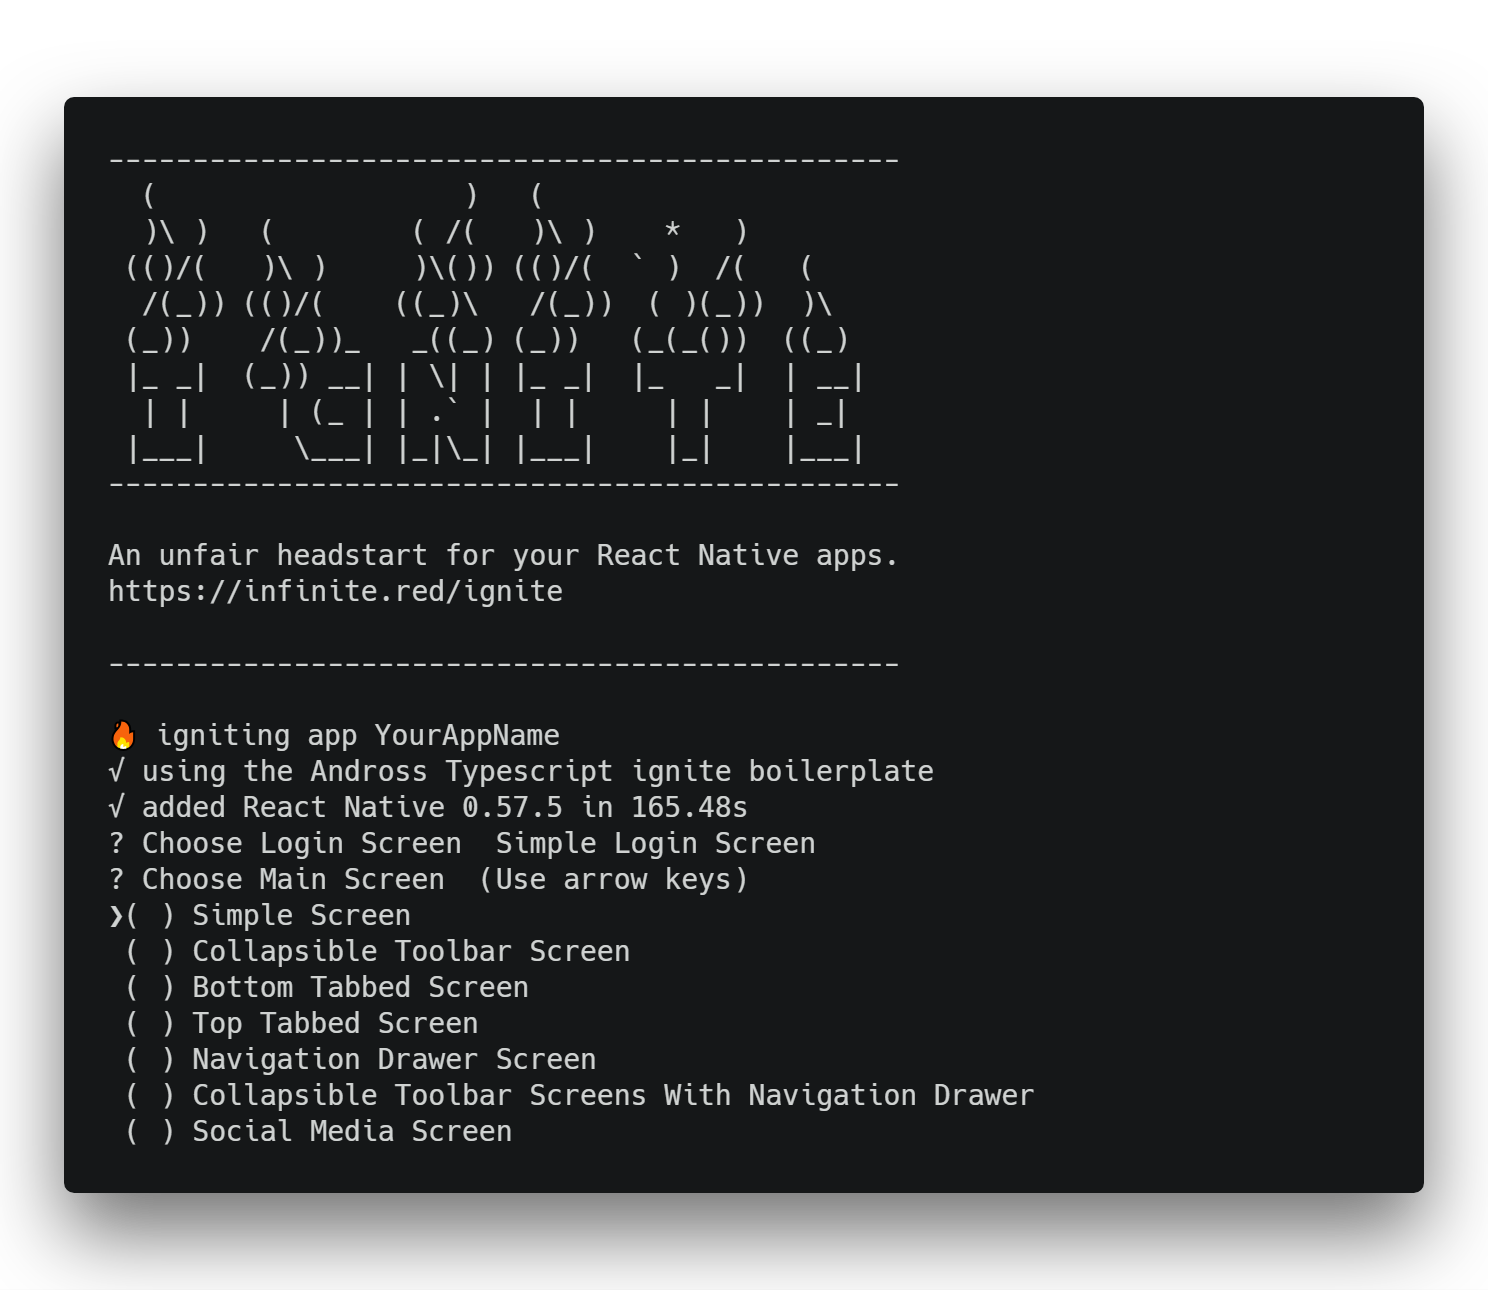 -----------------------------------------------
  (                  )   (
  )\ )   (        ( /(   )\ )    *   )
 (()/(   )\ )     )\()) (()/(  ` )  /(   (
  /(_)) (()/(    ((_)\   /(_))  ( )(_))  )\
 (_))    /(_))_   _((_) (_))   (_(_())  ((_)
 |_ _|  (_)) __| | \| | |_ _|  |_   _|  | __|
  | |     | (_ | | .` |  | |     | |    | _|
 |___|     \___| |_|\_| |___|    |_|    |___|
-----------------------------------------------
An unfair headstart for your React Native apps.
https://infinite.red/ignite
-----------------------------------------------
🔥 igniting app YourAppName
√ using the Andross Typescript ignite boilerplate
√ added React Native 0.57.5 in 165.48s
? Choose Login Screen  Simple Login Screen
? Choose Main Screen  (Use arrow keys)
❯( ) Simple Screen
 ( ) Collapsible Toolbar Screen
 ( ) Bottom Tabbed Screen
 ( ) Top Tabbed Screen
 ( ) Navigation Drawer Screen
 ( ) Collapsible Toolbar Screens With Navigation Drawer
 ( ) Social Media Screen